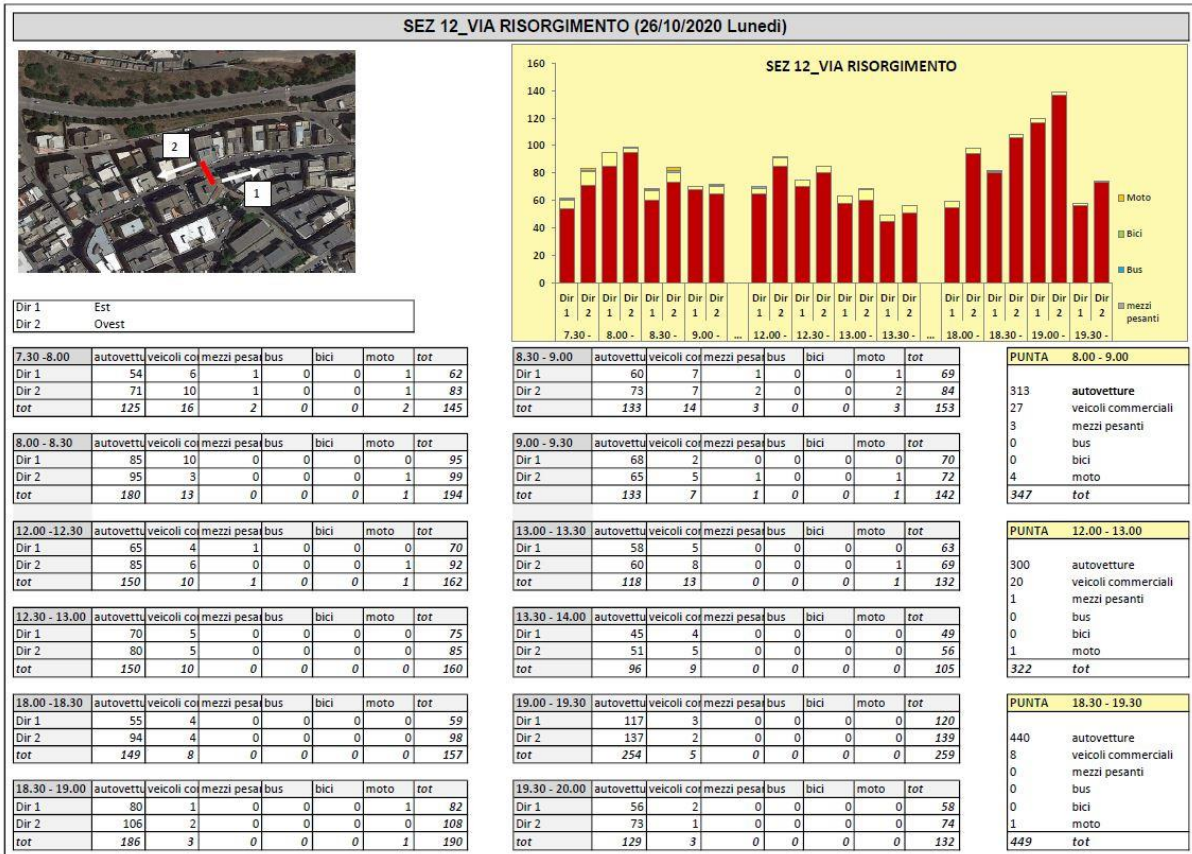 SEZ 12_VIA RISORGIMENTO (26/10/2020 Lunedì)
2
1
Dir 1 Est
Dir 2 Ovest
SEZ 12_VIA RISORGIMENTO
160
140
120
100
80
60
40
20
0
Dir Dir Dir Dir Dir Dir Dir Dir Dir Dir Dir Dir Dir Dir Dir Dir Dir Dir Dir Dir Dir Dir Dir Dir
1 2 1 2 1 2 1 2 1 2 1 2 1 2 1 2 1 2 1 2 1 2 1 2
7.30 - 8.00 - 8.30 - 9.00 - ... 12.00 - 12.30 - 13.00 - 13.30 - ... 18.00 - 18.30 - 19.00 - 19.30 -
Moto
Bici
Bus
mezzi
pesanti
7.30 -8.00 autovettu veicoli cor mezzi pesai bus bici moto tot
Dir 1 54 6 1 0 0 1 62
Dir 2 71 10 1 0 0 1 83
tot 125 16 2 0 0 2 145
8.30 - 9.00 autovettu veicoli cor mezzi pesai bus bici moto tot
Dir 1 60 7 1 0 0 1 69
Dir 2 73 7 2 0 0 2 84
tot 133 14 3 0 0 3 153
PUNTA 8.00 - 9.00
313 autovetture
27 veicoli commerciali
3 mezzi pesanti
0 bus
0 bici
4 moto
347 tot
8.00 - 8.30 autovettu veicoli cor mezzi pesai bus bici moto tot
Dir 1 85 10 0 0 0 0 95
Dir 2 95 3 0 0 0 1 99
tot 180 13 0 0 0 1 194
9.00 - 9.30 autovettu veicoli cor mezzi pesai bus bici moto tot
Dir 1 68 2 0 0 0 0 70
Dir 2 65 5 1 0 0 1 72
tot 133 7 1 0 0 1 142
12.00 -12.30 autovettu veicoli cor mezzi pesai bus bici moto tot
Dir 1 65 4 1 0 0 0 70
Dir 2 85 6 0 0 0 1 92
tot 150 10 1 0 0 1 162
13.00 - 13.30 autovettu veicoli cor mezzi pesai bus bici moto tot
Dir 1 58 5 0 0 0 0 63
Dir 2 60 8 0 0 0 1 69
tot 118 13 0 0 0 1 132
PUNTA 12.00 - 13.00
300 autovetture
20 veicoli commerciali
1 mezzi pesanti
0 bus
0 bici
1 moto
322 tot
12.30 - 13.00 autovettu veicoli cor mezzi pesai bus bici moto tot
Dir 1 70 5 0 0 0 0 75
Dir 2 80 5 0 0 0 0 85
tot 150 10 0 0 0 0 160
13.30 - 14.00 autovettu veicoli cor mezzi pesai bus bici moto tot
Dir 1 45 4 0 0 0 0 49
Dir 2 51 5 0 0 0 0 56
tot 96 9 0 0 0 0 105
18.00 -18.30 autovettu veicoli cor mezzi pesai bus bici moto tot
Dir 1 55 4 0 0 0 0 59
Dir 2 94 4 0 0 0 0 98
tot 149 8 0 0 0 0 157
19.00 - 19.30 autovettu veicoli cor mezzi pesai bus bici moto tot
Dir 1 117 3 0 0 0 0 120
Dir 2 137 2 0 0 0 0 139
tot 254 5 0 0 0 0 259
PUNTA 18.30 - 19.30
440 autovetture
8 veicoli commerciali
0 mezzi pesanti
0 bus
0 bici
1 moto
449 tot
18.30 - 19.00 autovettu veicoli cor mezzi pesai bus bici moto tot
Dir 1 80 1 0 0 0 1 82
Dir 2 106 2 0 0 0 0 108
tot 186 3 0 0 0 1 190
19.30 - 20.00 autovettu veicoli cor mezzi pesai bus bici moto tot
Dir 1 56 2 0 0 0 0 58
Dir 2 73 1 0 0 0 0 74
tot 129 3 0 0 0 0 132